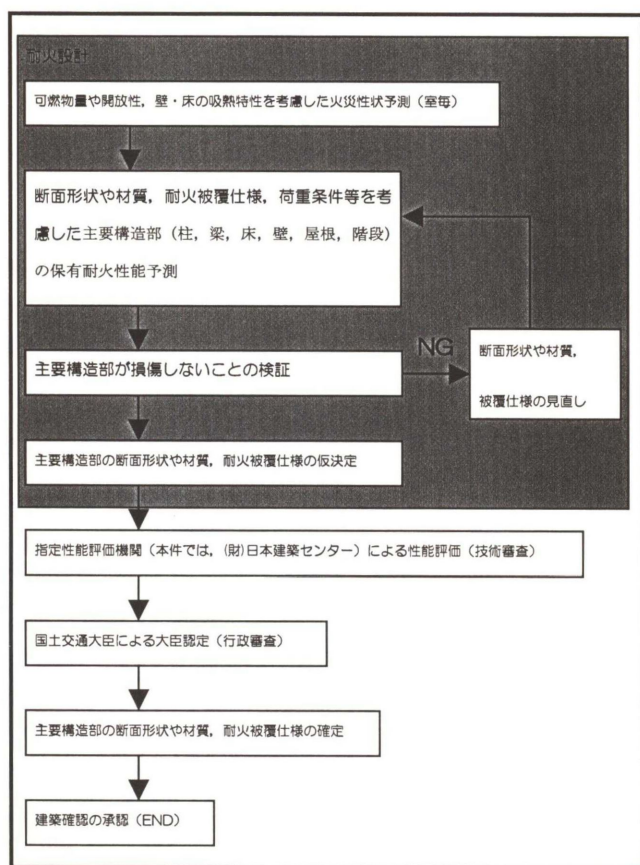 耐火設計
可燃物量や開放性，壁・床の吸熱特性を考慮した火災性状予測（室毎）
断面形状や材質，耐火被覆仕様，荷重条件等を考
慮した主要構造部（柱，梁，床，壁，屋根，階段）
の保有耐火性能予測
主要構造部が損傷しないことの検証
NG
断面形状や材質，
被覆仕様の見直し
主要構造部の断面形状や材質，耐火被覆仕様の仮決定
指定性能評価機関（本件では，(財)日本建築センター）による性能評価（技術審査）
国土交通大臣による大臣認定（行政審査）
主要構造部の断面形状や材質，耐火被覆仕様の確定
建築確認の承認（END）